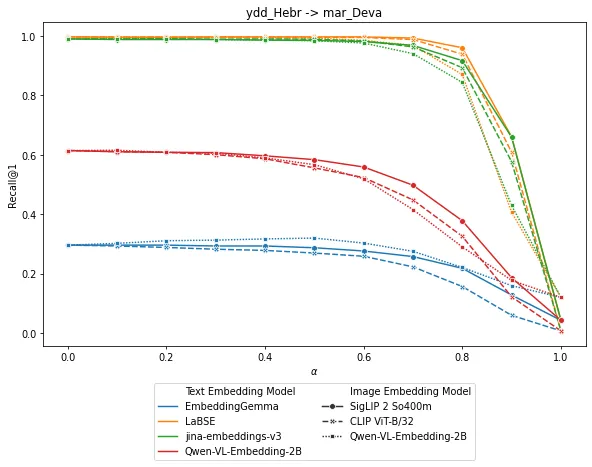 ydd_Hebr -> mar_Deva
1.0
0.8
0.6
0.4
0.2
0.0
Recall@1
0.0 0.2 0.4 0.6 0.8 1.0
α
Text Embedding Model Image Embedding Model
EmbeddingGemma SigLIP 2 So400m
LaBSE CLIP ViT-B/32
jina-embeddings-v3 Qwen-VL-Embedding-2B
Qwen-VL-Embedding-2B